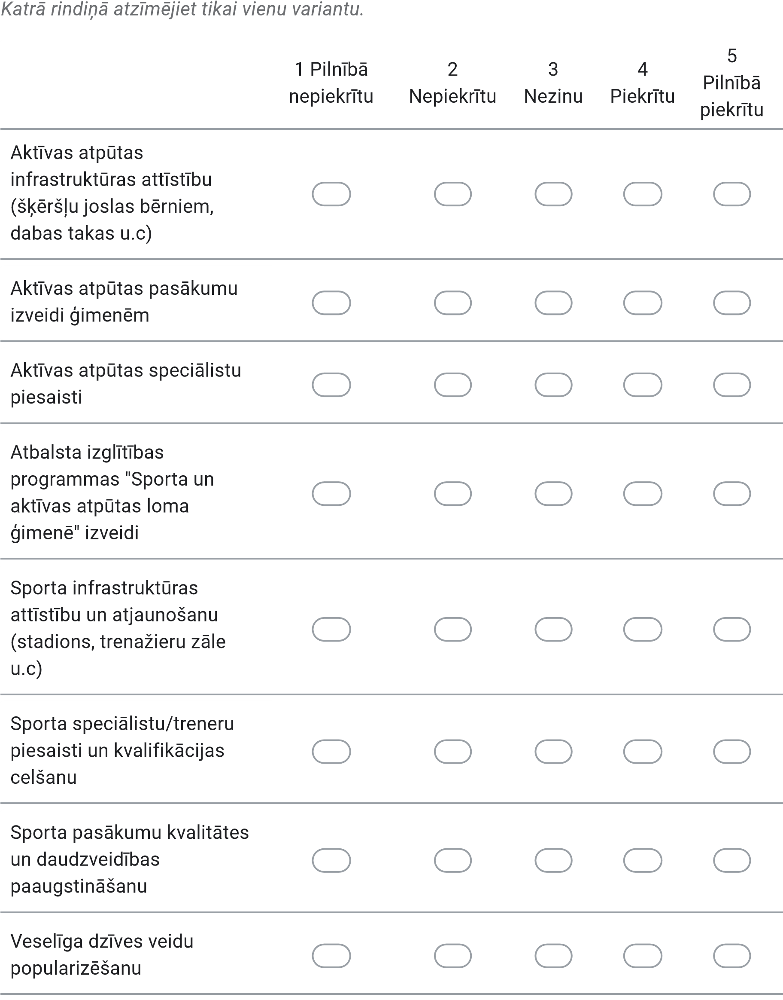 Katrā rindiņā atzīmējiet tikai vienu variantu.
1 Pilnībā nepiekrītu
2 Nepiekrītu
3 Nezinu
4 Piekrītu
5 Pilnībā piekrītu
Aktīvas atpūtas
infrastruktūras attīstību
(šķēršļu joslas bērniem,
dabas takas u.c)
Aktīvas atpūtas pasākumu
izveidi ģimenēm
Aktīvas atpūtas speciālistu
piesaisti
Atbalsta izglītības
programmas "Sporta un
aktīvas atpūtas loma
ģimenē" izveidi
Sporta infrastruktūras
attīstību un atjaunošanu
(stadions, trenažieru zāle
u.c)
Sporta speciālistu/treneru
piesaisti un kvalifikācijas
celšanu
Sporta pasākumu kvalitātes
un daudzveidības
paaugstināšanu
Veselīga dzīves veidu
popularizēšanu